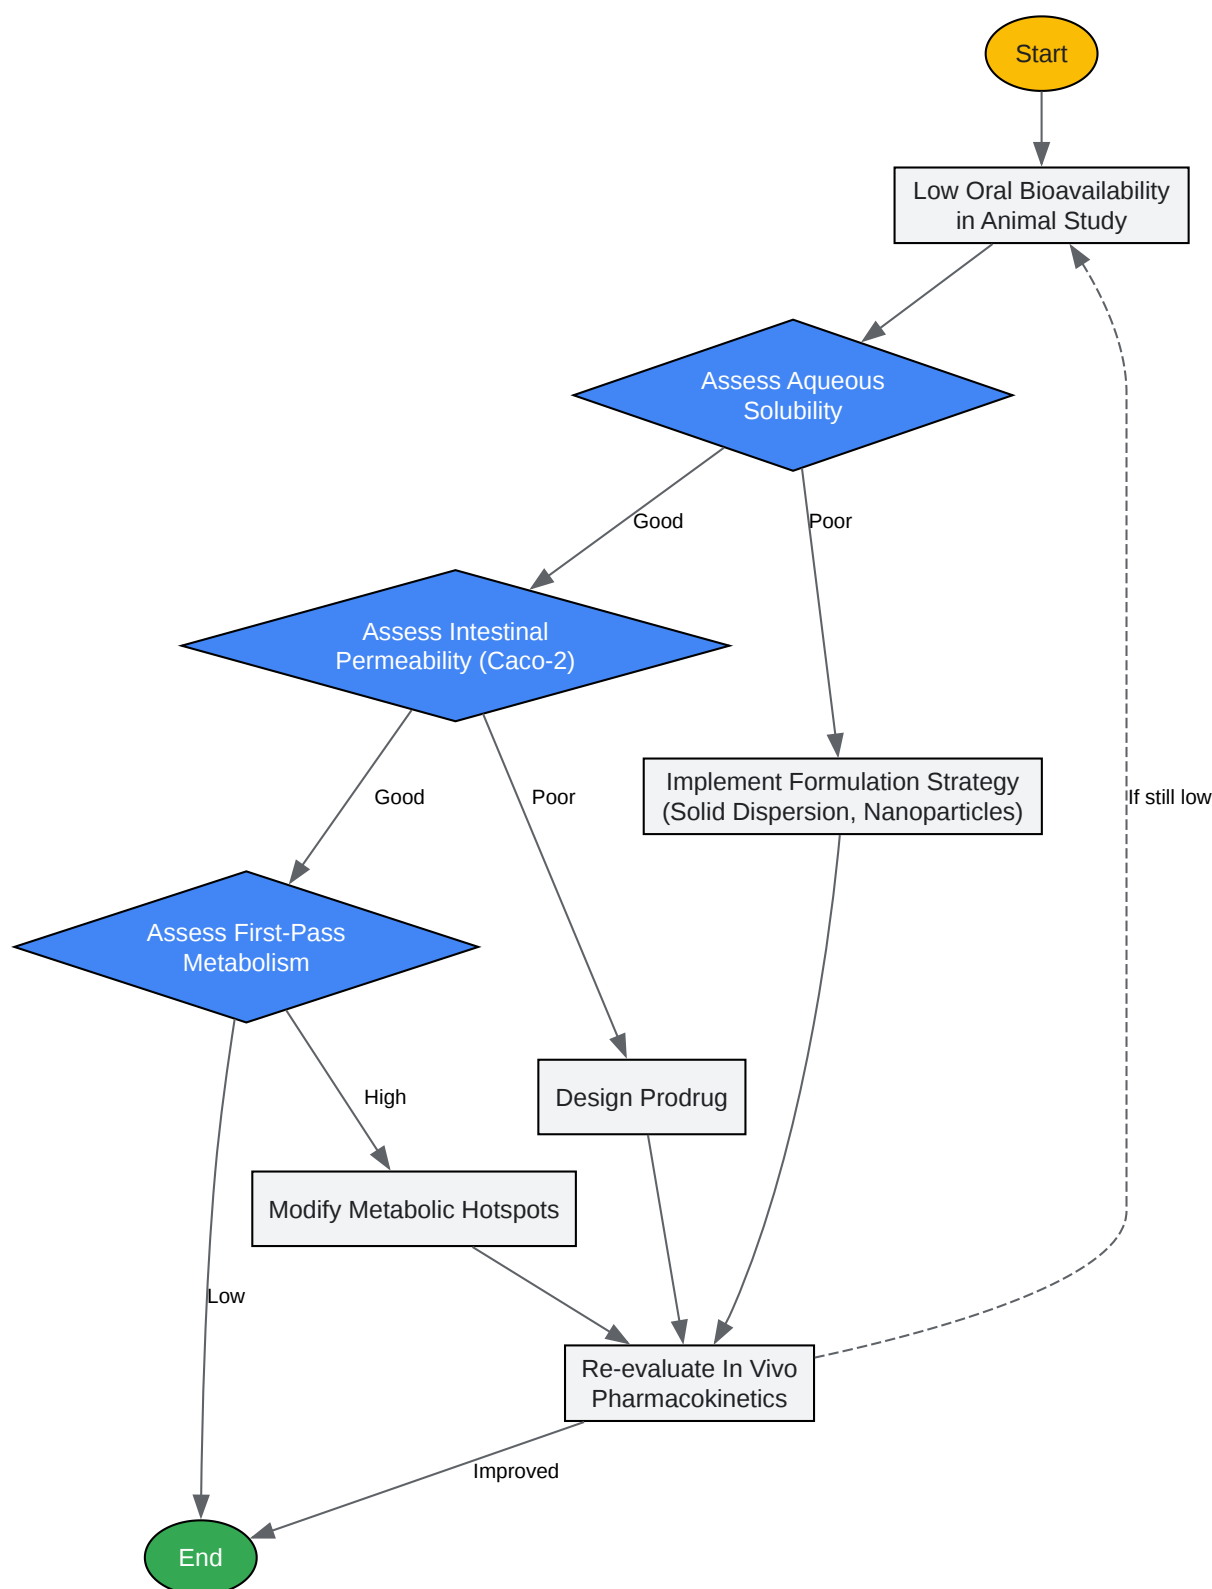 Start
Low Oral Bioavailability
in Animal Study
Assess Aqueous
Solubility
Good
Poor
Assess Intestinal
Permeability (Caco-2)
Implement Formulation Strategy
(Solid Dispersion, Nanoparticles)
Good
Poor
If still low
Assess First-Pass
Metabolism
Design Prodrug
High
Modify Metabolic Hotspots
Low
Re-evaluate In Vivo
Pharmacokinetics
Improved
End